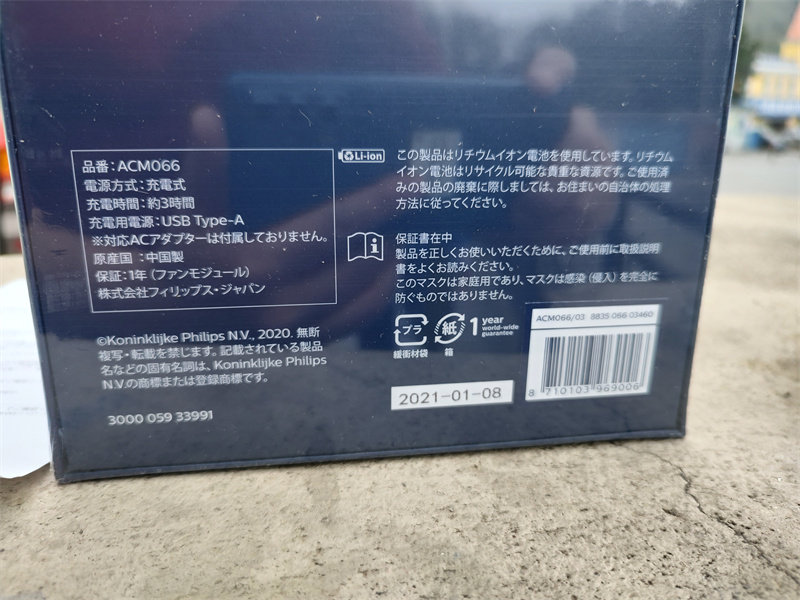 品番：ACM066
電源方式：充電式
充電時間：約3時間
充電用電源：USB Type-A
※対応ACアダプターは付属しておりません。
原産国：中国製
保証：1年（ファンモジュール）
株式会社フィリップス・ジャパン
©Koninklijke Philips N.V., 2020. 無断
複写・転載を禁じます。記載されている製品
名などの固有名詞は、Koninklijke Philips
N.V.の商標または登録商標です。
3000 059 33991
Li-ion
この製品はリチウムイオン電池を使用しています。リチウム
イオン電池はリサイクル可能な貴重な資源です。ご使用済
みの製品の廃棄に際しましては、お住まいの自治体の処理
方法に従ってください。
保証書在中
製品を正しくお使いいただくために、ご使用前に取扱説明
書をよくお読みください。
このマスクは家庭用であり、マスクは感染（侵入）を完全に
防ぐものではありません。
プラ
緩衝材袋
紙
箱
1 year
world-wide
guarantee
2021-01-08
ACM066/03 8835 086 03460
8 710103 969006